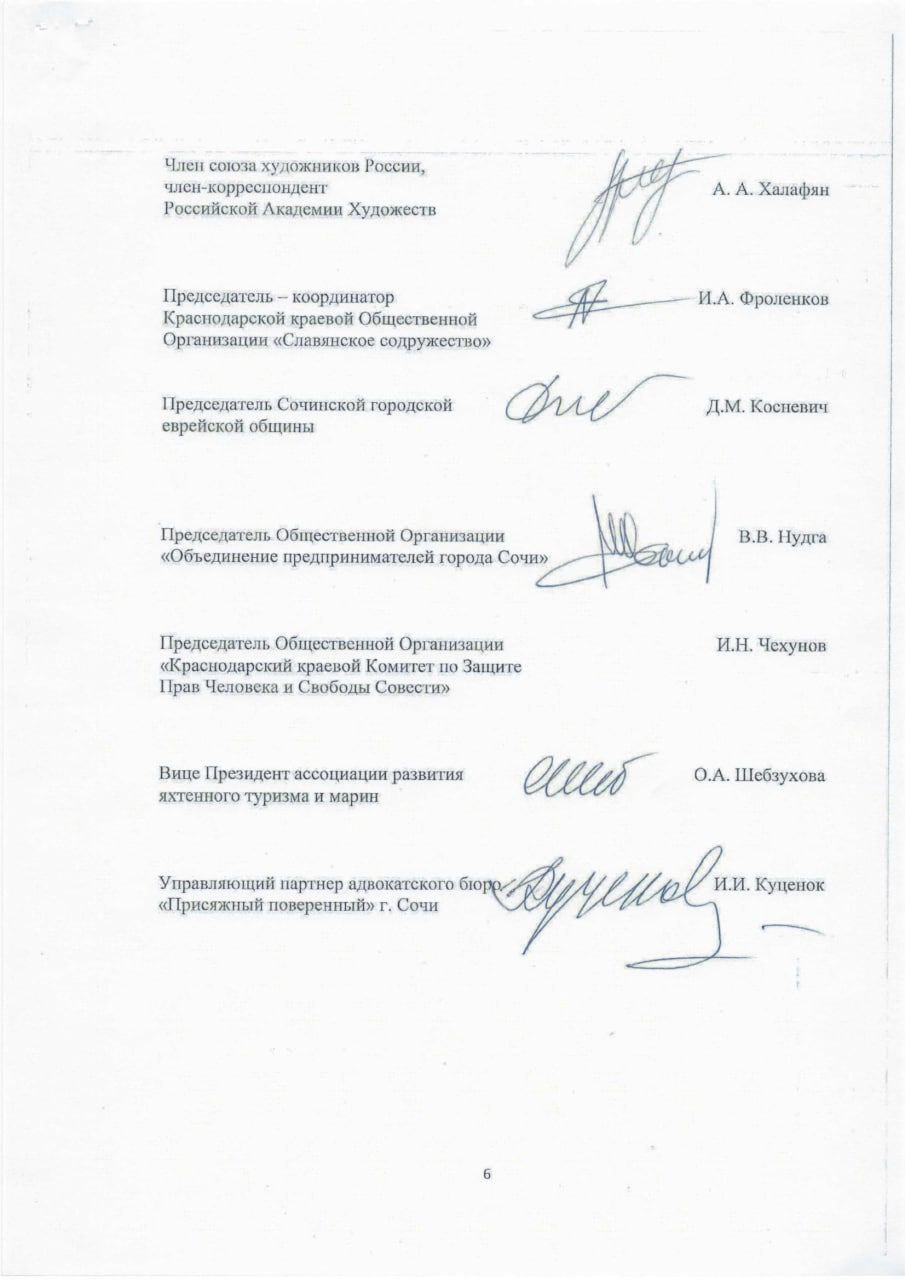 Член союза художников России,
член-корреспондент
Российской Академии Художеств
А. А. Халафян
Председатель – координатор
Краснодарской краевой Общественной
Организации «Славянское содружество»
И.А. Фроленков
Председатель Сочинской городской
еврейской общины
Д.М. Косневич
Председатель Общественной Организации
«Объединение предпринимателей города Сочи»
В.В. Нудга
Председатель Общественной Организации
«Краснодарский краевой Комитет по Защите
Прав Человека и Свободы Совести»
И.Н. Чехунов
Вице Президент ассоциации развития
яхтенного туризма и марин
О.А. Шебзухова
Управляющий партнер адвокатского бюро
«Присяжный поверенный» г. Сочи
И.И. Куценок
6